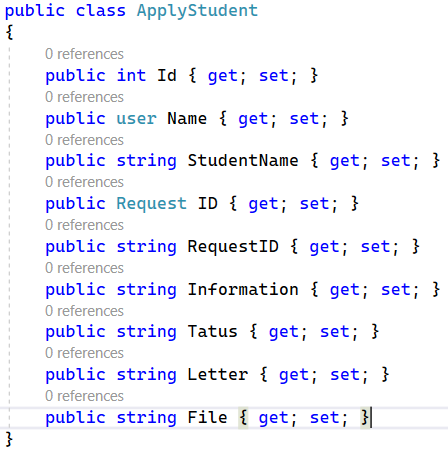 public class ApplyStudent
{
0 references
public int Id { get; set; }
0 references
public user Name { get; set; }
0 references
public string StudentName { get; set; }
0 references
public Request ID { get; set; }
0 references
public string RequestID { get; set; }
0 references
public string Information { get; set; }
0 references
public string Tatus { get; set; }
0 references
public string Letter { get; set; }
0 references
public string File { get; set; }
}